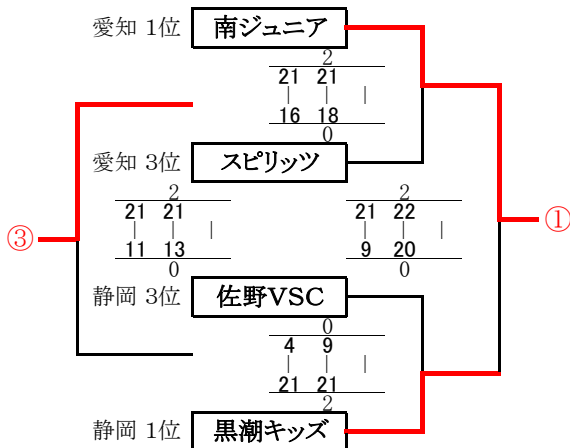 愛知 1位 南ジュニア
2
21 21
| | |
16 18
0
愛知 3位 スピリッツ
2 2
21 21 21 22
| | | | | |
11 13 9 20
0 0
③ ①
静岡 3位 佐野VSC
0
4 9
| | |
21 21
2
静岡 1位 黒潮キッズ